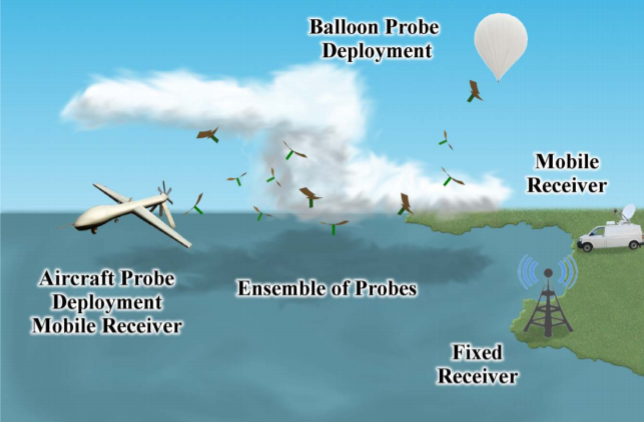 Balloon Probe
Deployment
Mobile
Receiver
Aircraft Probe
Deployment
Mobile Receiver
Ensemble of Probes
Fixed
Receiver